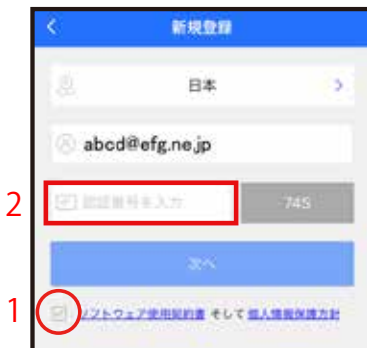 新規登録
日本
abcd@efg.ne.jp
2 認証番号を入力 74S
次へ
1 ソフトウェア使用契約書 そして 個人情報保護方針